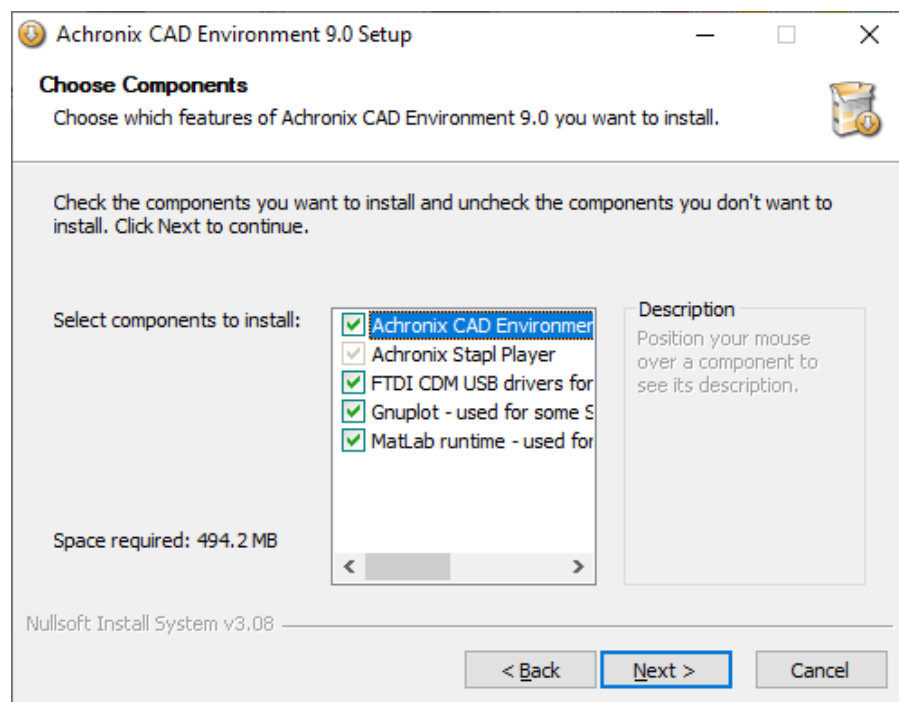 Achronix CAD Environment 9.0 Setup
Choose Components
Choose which features of Achronix CAD Environment 9.0 you want to install.
Check the components you want to install and uncheck the components you don't want to
install. Click Next to continue.
Select components to install:
Achronix CAD Environmen
Achronix Stapl Player
FTDI CDM USB drivers for
Gnuplot - used for some S
MatLab runtime - used for
Description
Position your mouse
over a component to
see its description.
Space required: 494.2 MB
Nullsoft Install System v3.08
< Back
Next >
Cancel